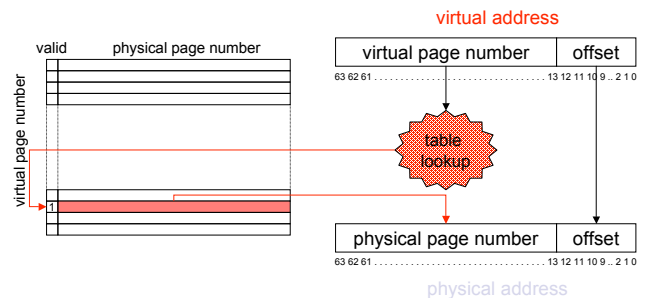 virtual address
valid physical page number
virtual page number offset
63 62 61 . . . . . . . . . . . . . . . . . . . . . . . . . . . . . . . . . 13 12 11 10 9 .. 2 1 0
virtual page number
table
lookup
1
physical page number offset
63 62 61 . . . . . . . . . . . . . . . . . . . . . . . . . . . . . . . . . 13 12 11 10 9 .. 2 1 0
physical address